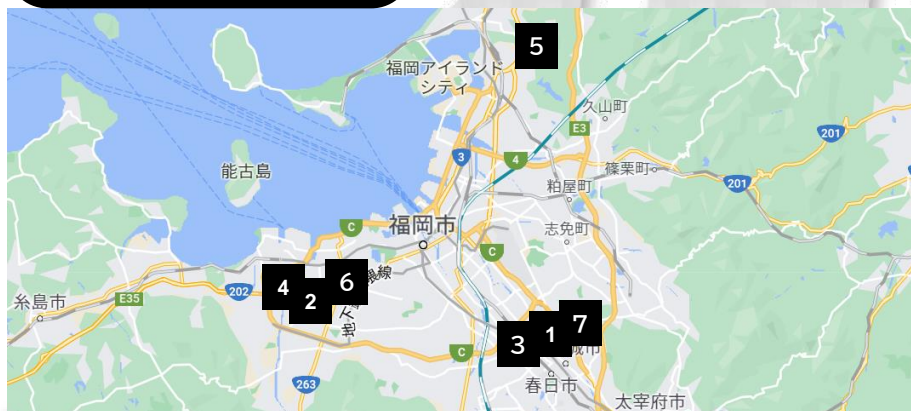 5
福岡アイランド
シティ
久山町
E3
3
4
201
篠栗町
201
能古島
粕屋町
C
福岡市
志免町
C
4
6
2
202
E35
糸島市
地下
線
7
1
3
C
263
春日市
太宰府市